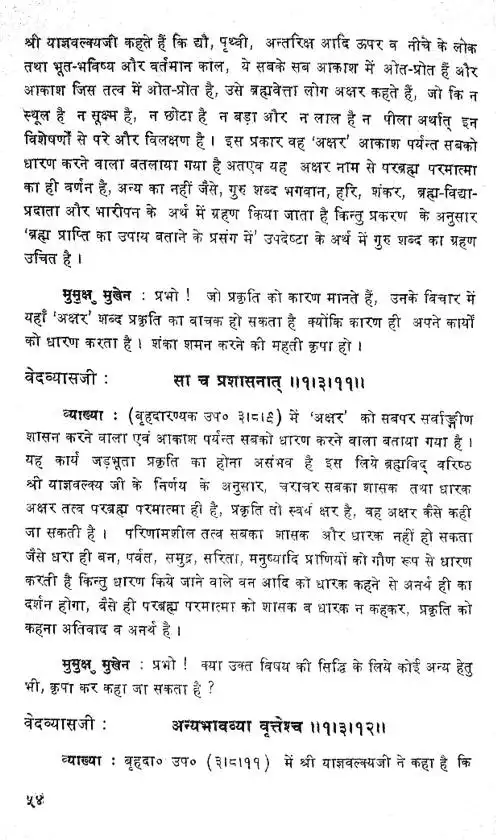 श्री याज्ञवल्क्यजी कहते हैं कि द्यौ, पृथ्वी, अन्तरिक्ष आदि ऊपर व नीचे के लोक
तथा भूत-भविष्य और वर्तमान काल, ये सबके सब आकाश में ओत-प्रोत हैं और
आकाश जिस तत्व में ओत-प्रोत है, उसे ब्रह्मवेत्ता लोग अक्षर कहते हैं, जो कि न
स्थूल है न सूक्ष्म है, न छोटा है न बड़ा और न लाल है न पीला अर्थात् इन
विशेषणों से परे और विलक्षण है। इस प्रकार वह 'अक्षर' आकाश पर्यन्त सबको
धारण करने वाला बतलाया गया है अतएव यह अक्षर नाम से परब्रह्म परमात्मा
का ही वर्णन है, अन्य का नहीं जैसे, गुरु शब्द भगवान, हरि, शंकर, ब्रह्म-विद्या-
प्रदाता और भारीपन के अर्थ में ग्रहण किया जाता है किन्तु प्रकरण के अनुसार
'ब्रह्म प्राप्ति का उपाय बताने के प्रसंग में' उपदेष्टा के अर्थ में गुरु शब्द का ग्रहण
उचित है।
मुमुक्षु मुखेन : प्रभो! जो प्रकृति को कारण मानते हैं, उनके विचार में
यहाँ 'अक्षर' शब्द प्रकृति का वाचक हो सकता है क्योंकि कारण ही अपने कार्यों
को धारण करता है। शंका शमन करने की महती कृपा हो।
वेदव्यासजी : सा च प्रशासनात् ॥१।३।११॥
व्याख्या : (बृहदारण्यक उप० ३।८।९) में 'अक्षर' को सबपर सर्वाङ्गीण
शासन करने वाला एवं आकाश पर्यन्त सबको धारण करने वाला बताया गया है।
यह कार्य जड़भूता प्रकृति का होना असंभव है इस लिये ब्रह्मविद् वरिष्ठ
श्री याज्ञवल्क्य जी के निर्णय के अनुसार, चराचर सबका शासक तथा धारक
अक्षर तत्व परब्रह्म परमात्मा ही है, प्रकृति तो स्वयं क्षर है, वह अक्षर कैसे कही
जा सकती है। परिणामशील तत्व सबका शासक और धारक नहीं हो सकता
जैसे धरा ही बन, पर्वत, समुद्र, सरिता, मनुष्यादि प्राणियों को गौण रूप से धारण
करती है किन्तु धारण किये जाने वाले वन आदि को धारक कहने से अनर्थ ही का
दर्शन होगा, वैसे ही परब्रह्म परमात्मा को शासक व धारक न कहकर, प्रकृति को
कहना अतिवाद व अनर्थ है।
मुमुक्षु मुखेन : प्रभो! क्या उक्त विषय की सिद्धि के लिये कोई अन्य हेतु
भी, कृपा कर कहा जा सकता है?
वेदव्यासजी : अन्यभावव्या वृत्तेश्च ॥१।३।१२॥
व्याख्या : बृहदा० उप० (३।८।११) में श्री याज्ञवल्क्यजी ने कहा है कि
५४